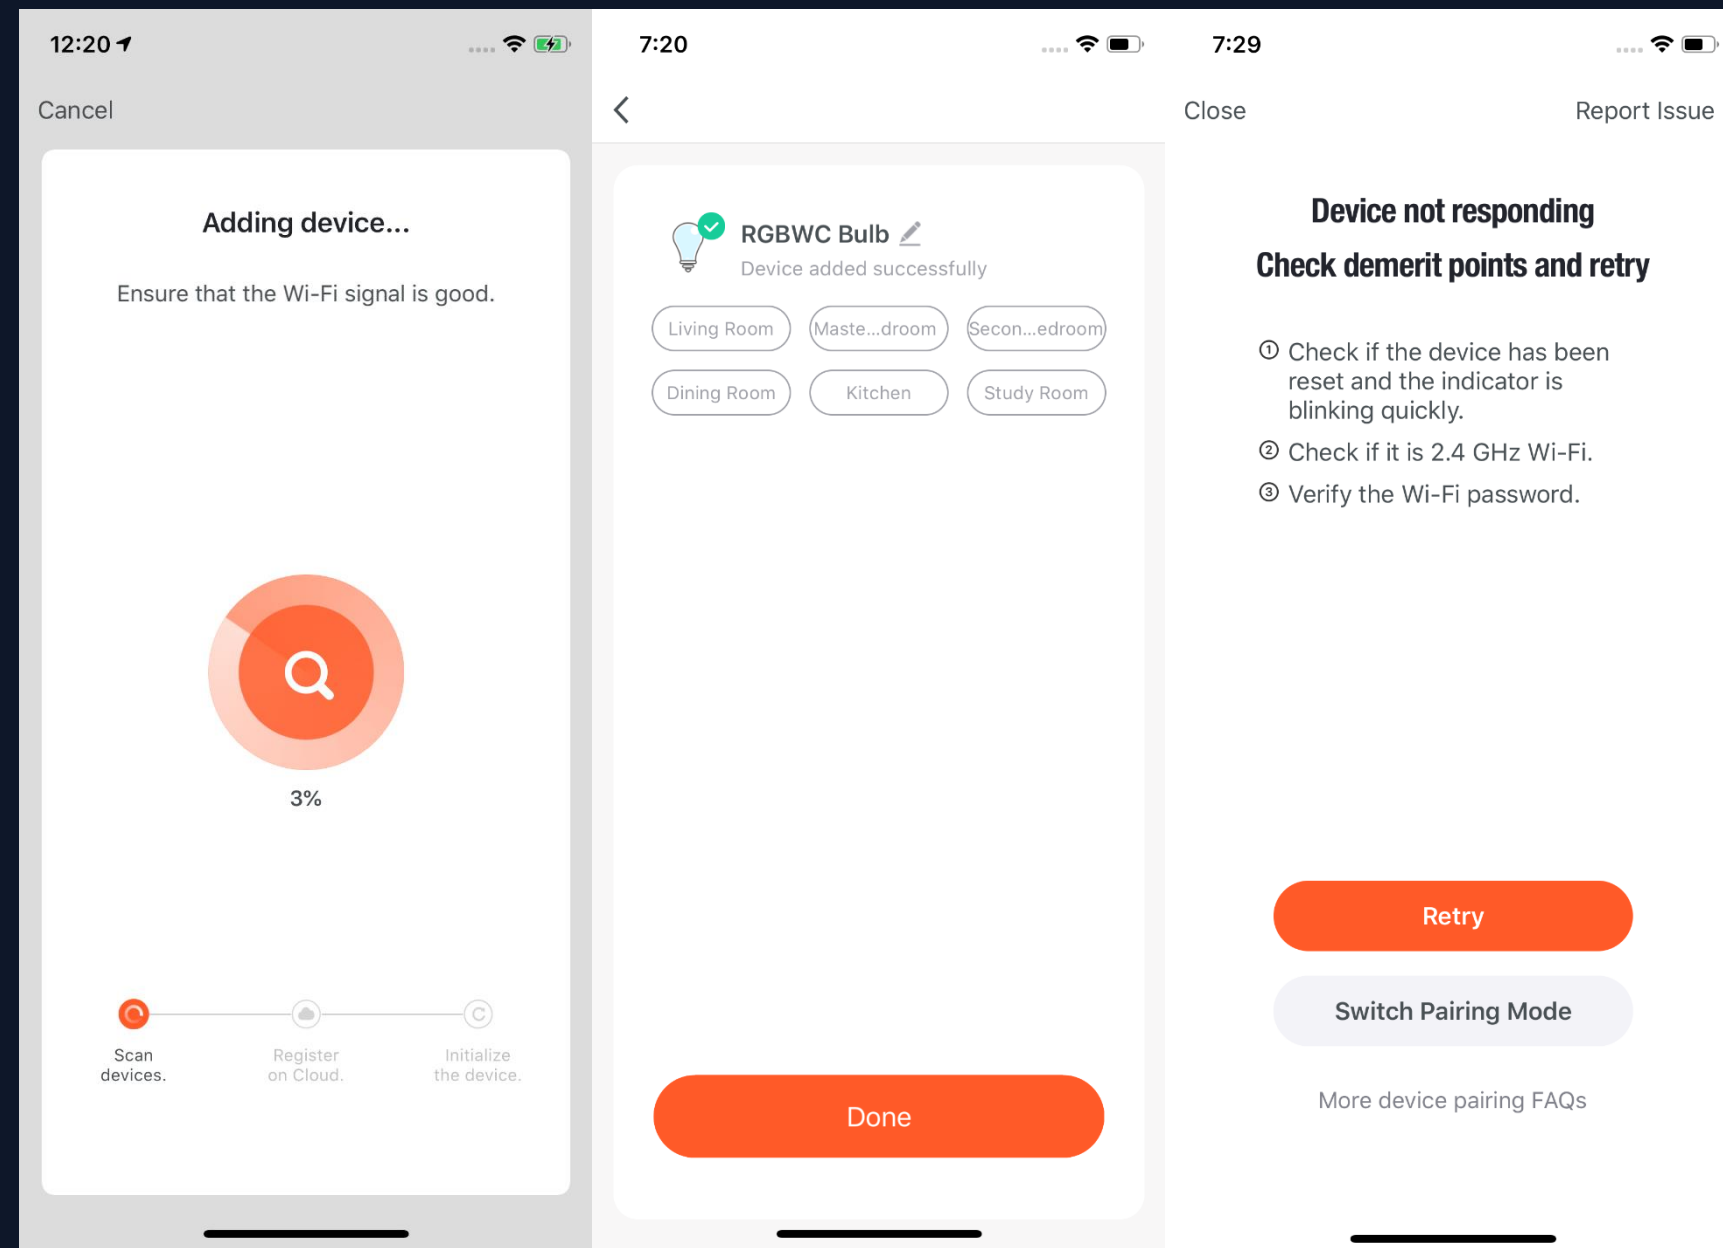 12:20
Cancel
Adding device...
Ensure that the Wi-Fi signal is good.
3%
Scan
devices.
Register
on Cloud.
Initialize
the device.
7:20
RGBWC Bulb
Device added successfully
Living Room
Maste...droom
Secon...edroom
Dining Room
Kitchen
Study Room
Done
7:29
Close
Report Issue
Device not responding
Check demerit points and retry
① Check if the device has been
reset and the indicator is
blinking quickly.
② Check if it is 2.4 GHz Wi-Fi.
③ Verify the Wi-Fi password.
Retry
Switch Pairing Mode
More device pairing FAQs